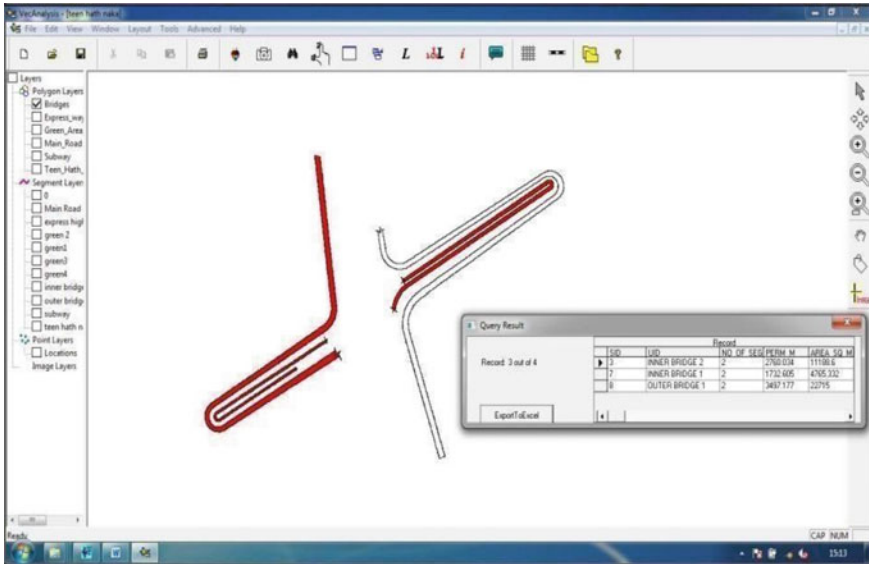 VecAnalysis - [teen hath naka]
File Edit View Window Layout Tools Advanced Help
Layers
Polygon Layers
Bridges
Express_way
Green_Area
Main_Road
Subway
Teen_Hath_
Segment Layer
0
Main Road
express high
green 2
green1
green3
green4
inner bridge
outer bridge
subway
teen hath n
Point Layers
Locations
Image Layers
Query Result
Record 3 out of 4
Record
SID UID NO_OF_SEG PERM_M AREA_SQ_M
3 INNER BRIDGE 2 2 2768.034
7 INNER BRIDGE 1 2 1732.605 4765.332
8 OUTER BRIDGE 1 2 3497.177 22715
ExportToExcel
Ready
CAP NUM
15:13